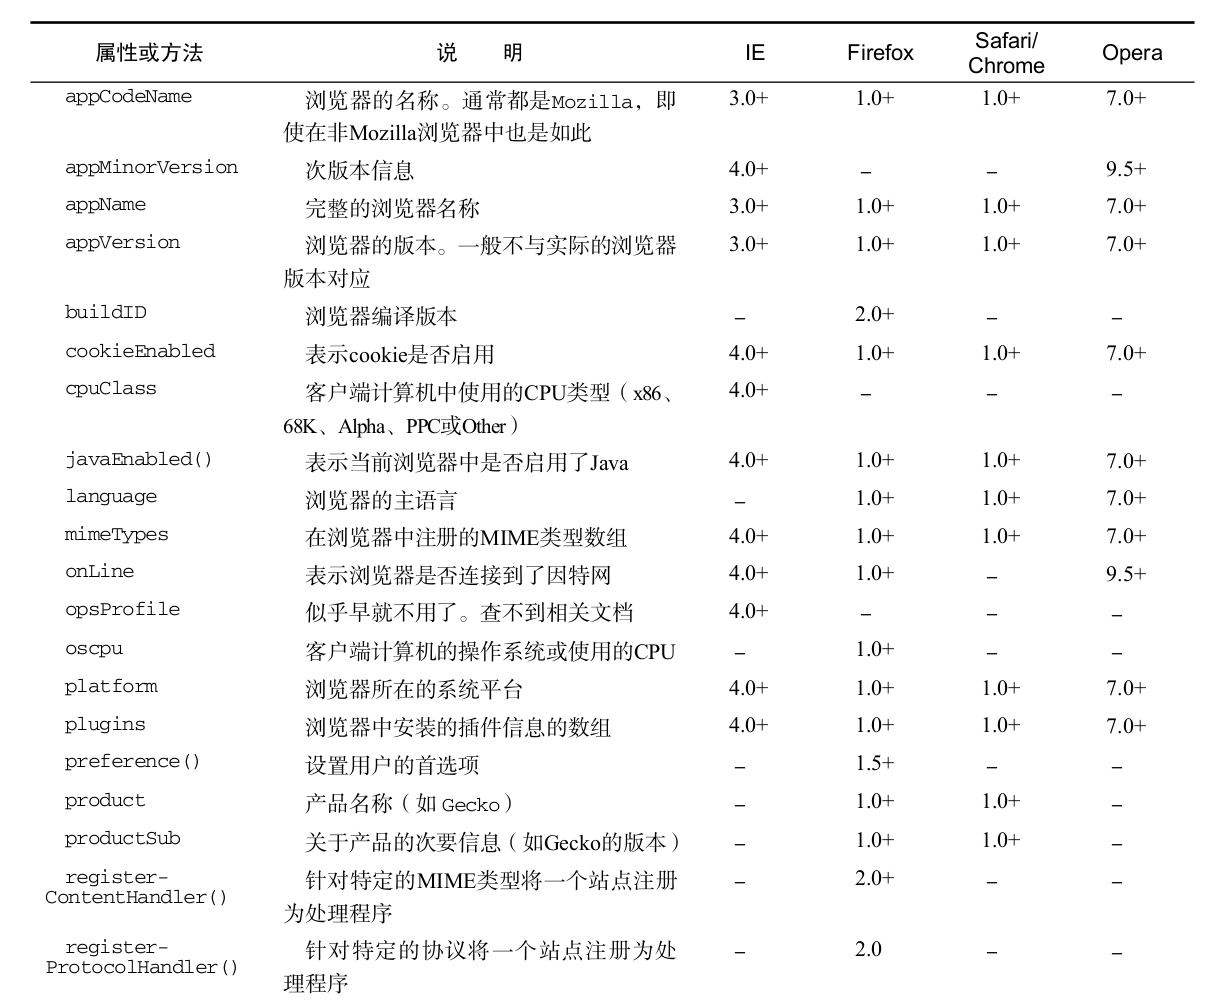 属性或方法 说 明 IE Firefox Safari/ Chrome Opera
appCodeName 浏览器的名称。通常都是Mozilla，即 3.0+ 1.0+ 1.0+ 7.0+
使在非Mozilla浏览器中也是如此
appMinorVersion 次版本信息 4.0+ – – 9.5+
appName 完整的浏览器名称 3.0+ 1.0+ 1.0+ 7.0+
appVersion 浏览器的版本。一般不与实际的浏览器 3.0+ 1.0+ 1.0+ 7.0+
版本对应
buildID 浏览器编译版本 – 2.0+ – –
cookieEnabled 表示cookie是否启用 4.0+ 1.0+ 1.0+ 7.0+
cpuClass 客户端计算机中使用的CPU类型（x86、 4.0+ – – –
68K、Alpha、PPC或Other）
javaEnabled() 表示当前浏览器中是否启用了Java 4.0+ 1.0+ 1.0+ 7.0+
language 浏览器的主语言 – 1.0+ 1.0+ 7.0+
mimeTypes 在浏览器中注册的MIME类型数组 4.0+ 1.0+ 1.0+ 7.0+
onLine 表示浏览器是否连接到了因特网 4.0+ 1.0+ – 9.5+
opsProfile 似乎早就不用了。查不到相关文档 4.0+ – – –
oscpu 客户端计算机的操作系统或使用的CPU – 1.0+ – –
platform 浏览器所在的系统平台 4.0+ 1.0+ 1.0+ 7.0+
plugins 浏览器中安装的插件信息的数组 4.0+ 1.0+ 1.0+ 7.0+
preference() 设置用户的首选项 – 1.5+ – –
product 产品名称（如 Gecko） – 1.0+ 1.0+ –
productSub 关于产品的次要信息（如Gecko的版本） – 1.0+ 1.0+ –
register- 针对特定的MIME类型将一个站点注册 – 2.0+ – –
ContentHandler() 为处理程序
register- 针对特定的协议将一个站点注册为处 – 2.0 – –
ProtocolHandler() 理程序